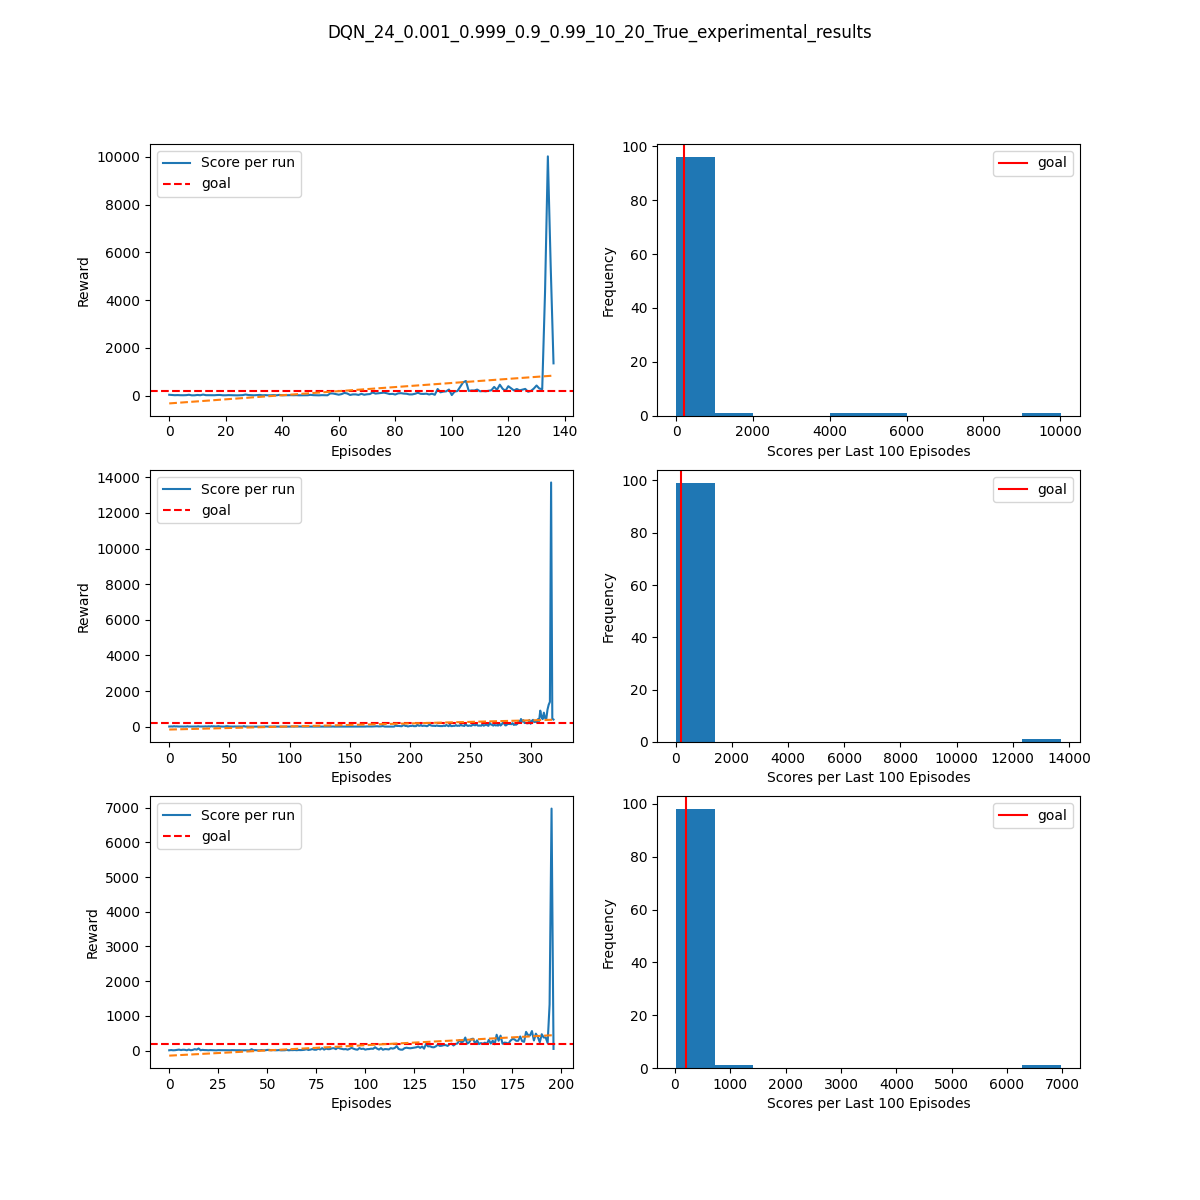 DQN_24_0.001_0.999_0.9_0.99_10_20_True_experimental_results
10000
8000
6000
4000
2000
0
Reward
Score per run
goal
0 20 40 60 80 100 120 140
Episodes
100
80
60
40
20
0
Frequency
goal
0 2000 4000 6000 8000 10000
Scores per Last 100 Episodes
14000
12000
10000
8000
6000
4000
2000
0
Reward
Score per run
goal
0 50 100 150 200 250 300
Episodes
100
80
60
40
20
0
Frequency
goal
0 2000 4000 6000 8000 10000 12000 14000
Scores per Last 100 Episodes
7000
6000
5000
4000
3000
2000
1000
0
Reward
Score per run
goal
0 25 50 75 100 125 150 175 200
Episodes
100
80
60
40
20
0
Frequency
goal
0 1000 2000 3000 4000 5000 6000 7000
Scores per Last 100 Episodes